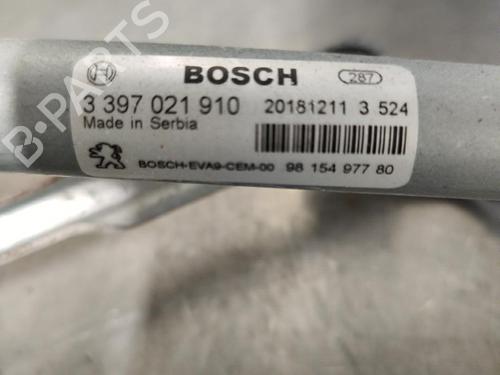 B-PARTS
BOSCH 287
3 397 021 910 20181211 3 524
Made in Serbia
BOSCH-EVA9-CEM-00 98 154 977 80